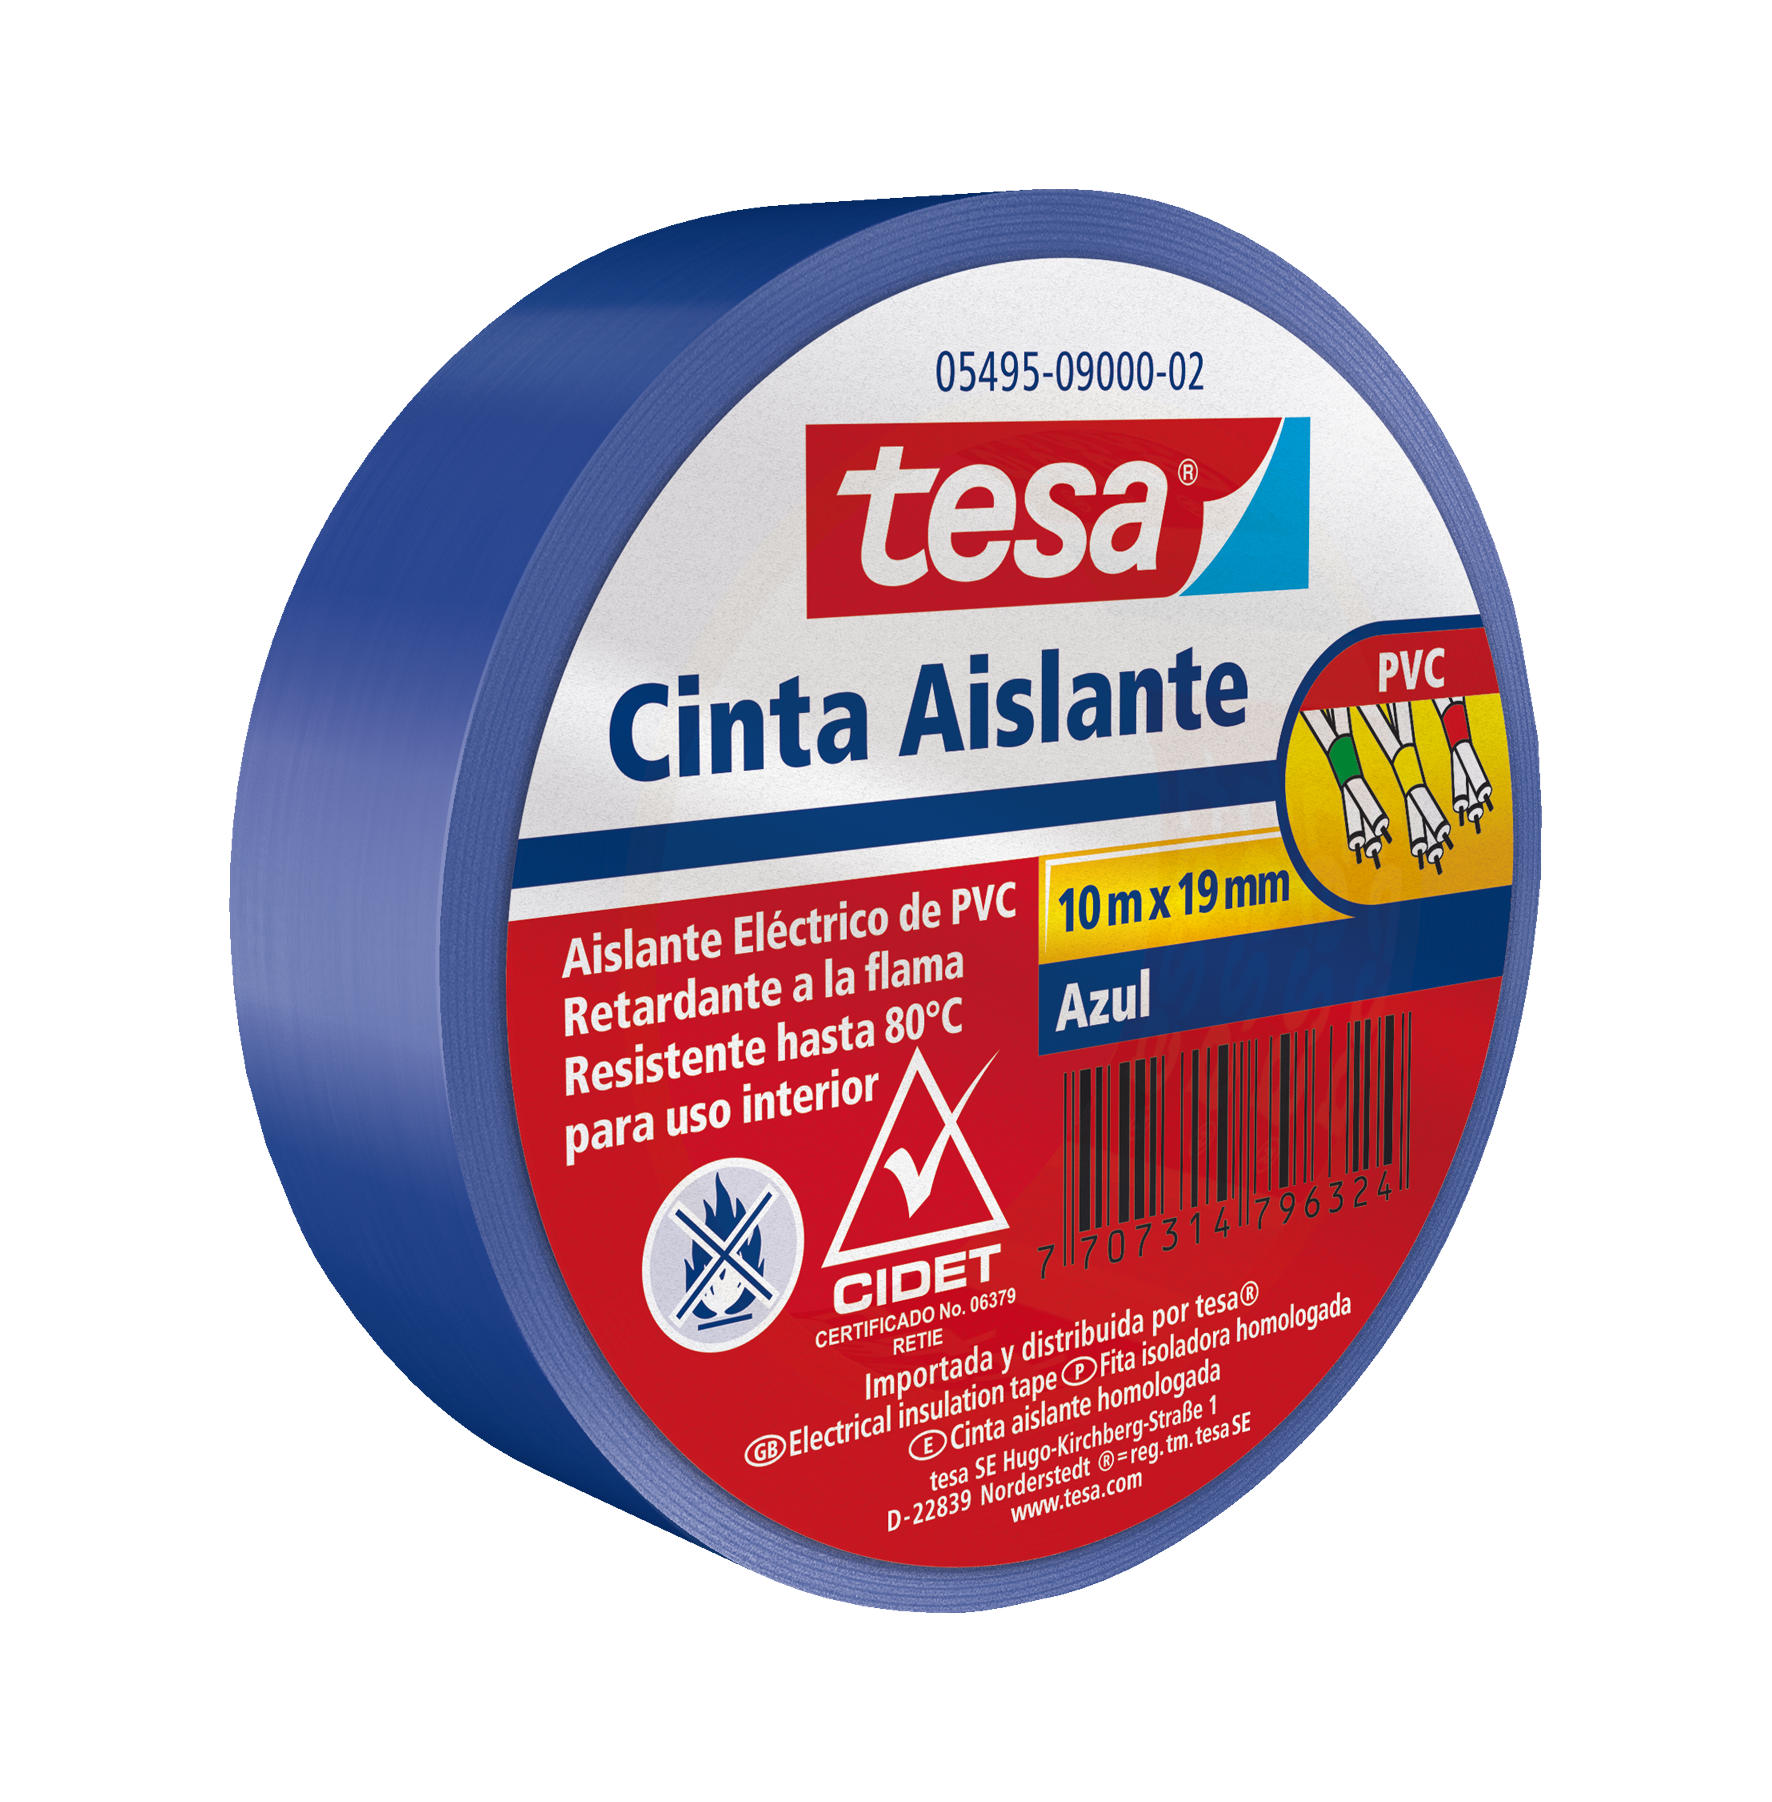 05495-09000-02
tesa®
Cinta Aislante
PVC
10 m x 19 mm
Azul
Aislante Eléctrico de PVC
Retardante a la flama
Resistente hasta 80°C
para uso interior
CIDET
CERTIFICADO No. 06379
RETIE
7 707314 796324
Importada y distribuida por tesa®
GB Electrical insulation tape P Fita isoladora homologada
E Cinta aislante homologada
tesa SE Hugo-Kirchberg-Straße 1
D-22839 Norderstedt ®=reg.tm.tesa SE
www.tesa.com